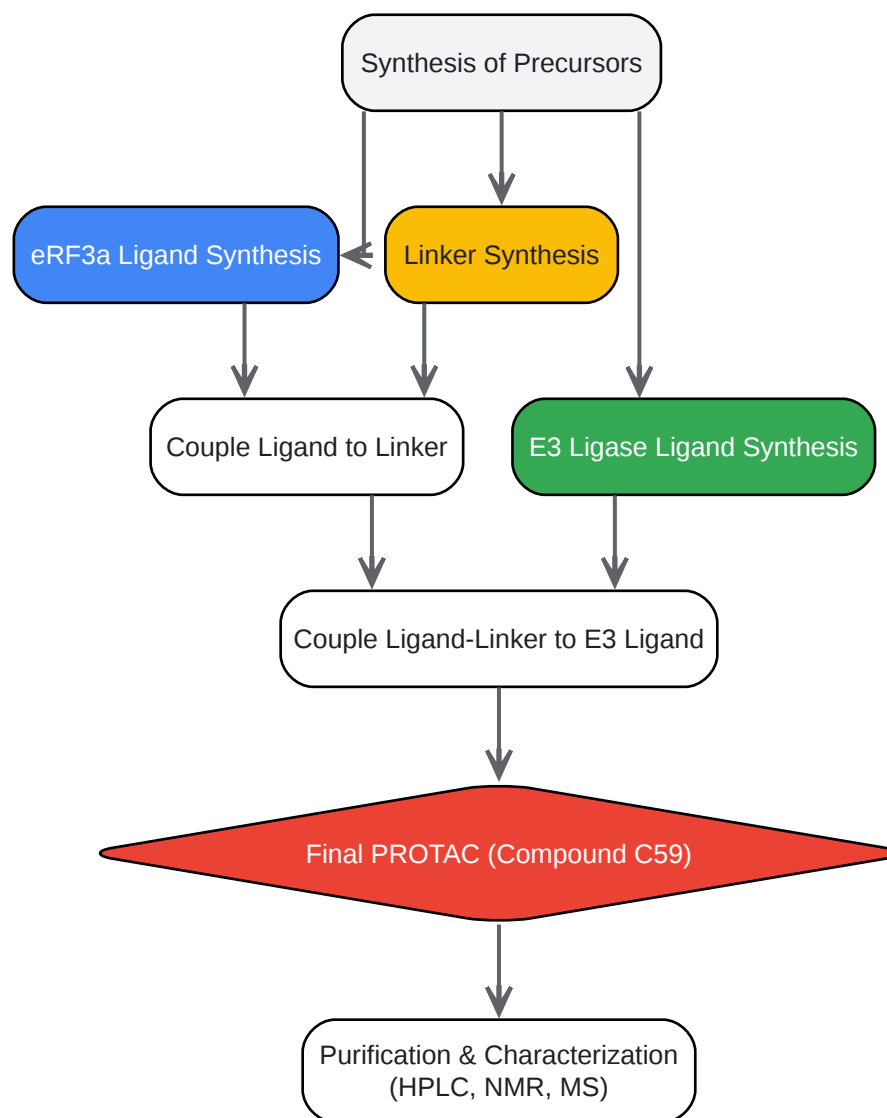 Synthesis of Precursors
eRF3a Ligand Synthesis
Linker Synthesis
Couple Ligand to Linker
E3 Ligase Ligand Synthesis
Couple Ligand-Linker to E3 Ligand
Final PROTAC (Compound C59)
Purification & Characterization
(HPLC, NMR, MS)